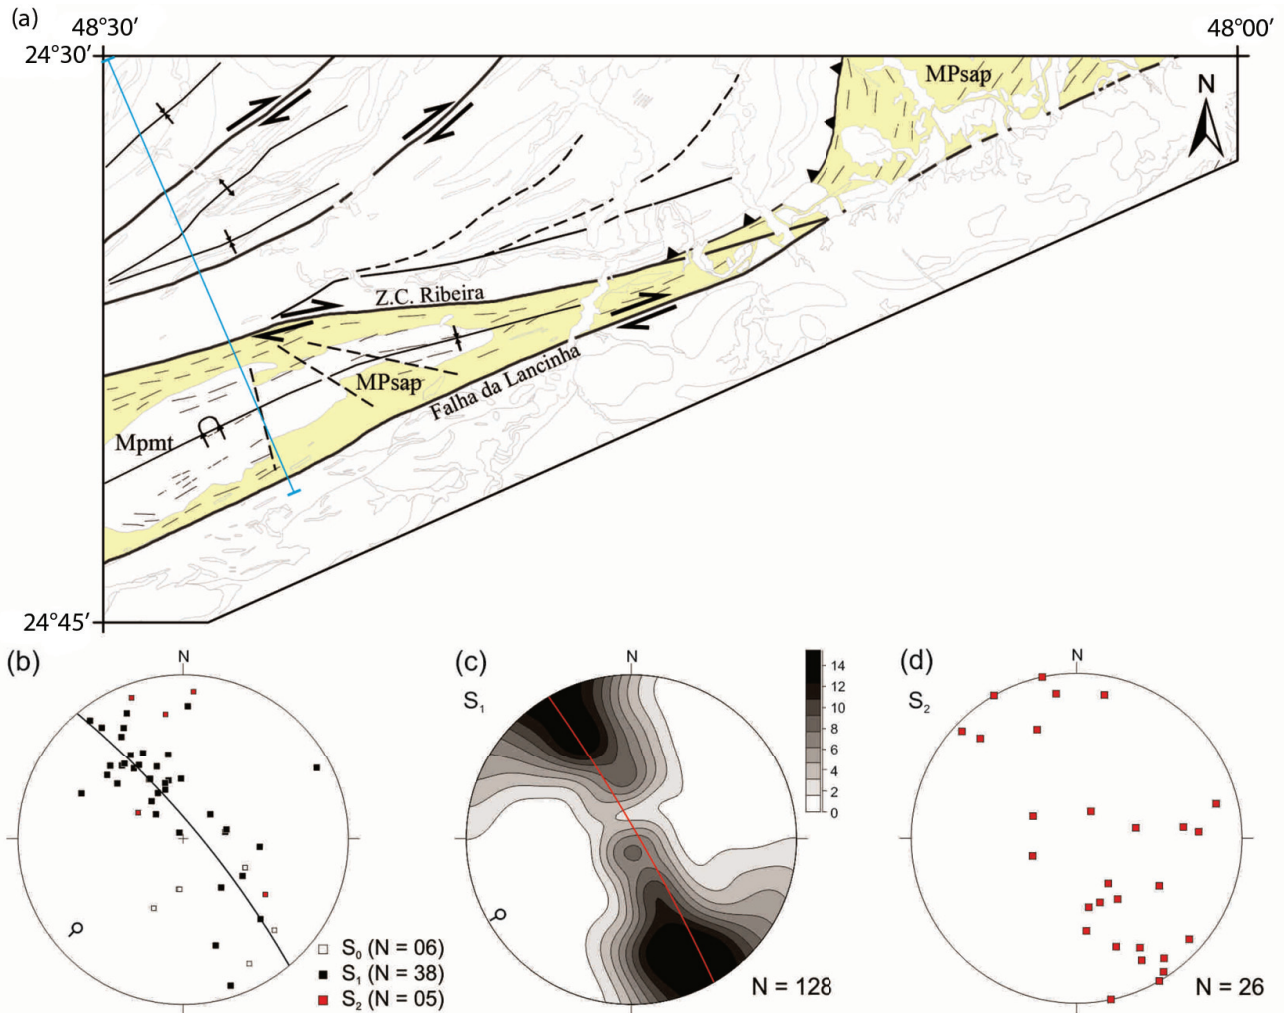 (a)
48°30′
48°00′
24°30′
MPsap
N
Z.C. Ribeira
MPsap
Falha da Lancinha
Mpmt
24°45′
(b)
N
S₀ (N = 06)
S₁ (N = 38)
S₂ (N = 05)
(c)
N
S₁
14
12
10
8
6
4
2
0
N = 128
(d)
N
S₂
N = 26